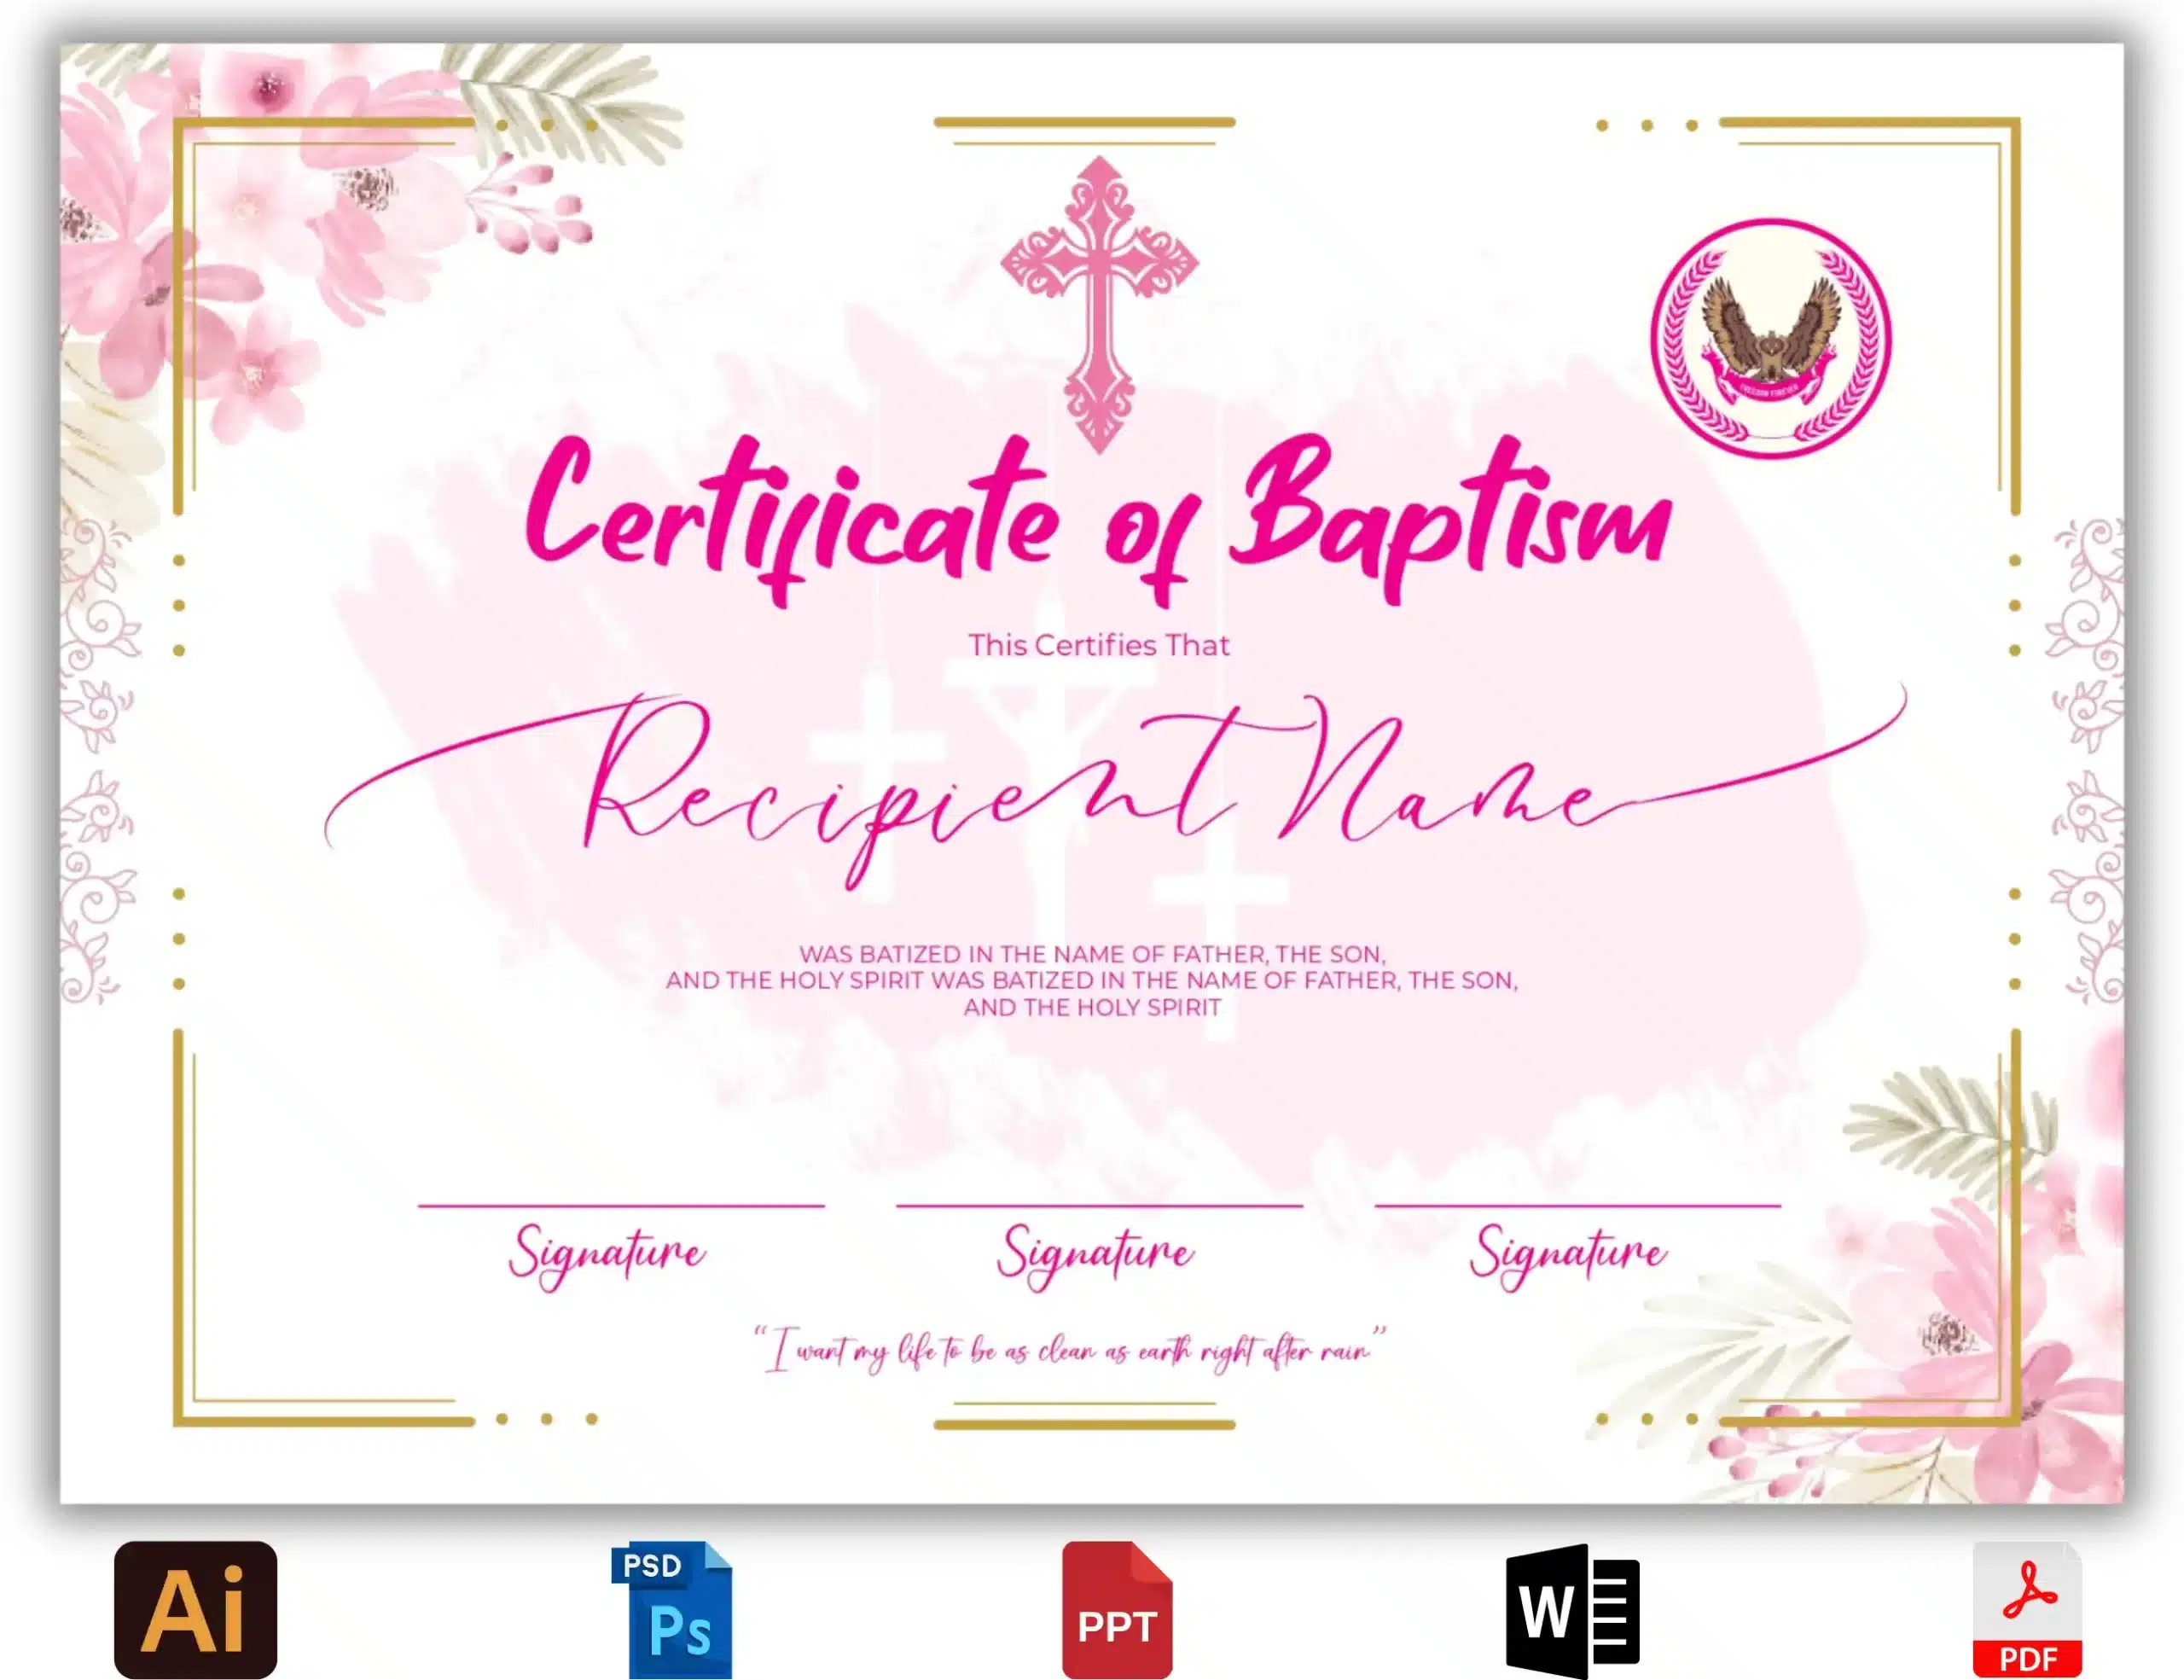 FREEDOM FOREVER
Certificate of Baptism
This Certifies That
Recipient Name
WAS BATIZED IN THE NAME OF FATHER, THE SON,
AND THE HOLY SPIRIT WAS BATIZED IN THE NAME OF FATHER, THE SON,
AND THE HOLY SPIRIT
Signature Signature Signature
“I want my life to be as clean as earth right after rain”
Ai PSD Ps PPT W PDF